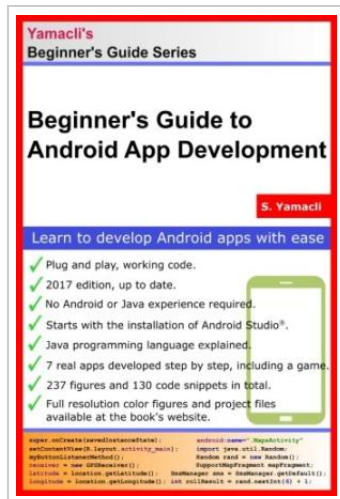 Yamacli's
Beginner's Guide Series
Beginner's Guide to
Android App Development
S. Yamacli
Learn to develop Android apps with ease
Plug and play, working code.
2017 edition, up to date.
No Android or Java experience required.
Starts with the installation of Android Studio®.
Java programming language explained.
7 real apps developed step by step, including a game.
237 figures and 130 code snippets in total.
Full resolution color figures and project files
available at the book's website.
super.onCreate(savedInstanceState); android:name=".MapsActivity"
setContentView(R.layout.activity_main); import java.util.Random;
myButtonListenerMethod(); Random rand = new Random();
receiver = new GPSReceiver(); SupportMapFragment mapFragment;
latitude = location.getLatitude(); SmsManager sms = SmsManager.getDefault();
longitude = location.getLongitude(); int rollResult = rand.nextInt(6) + 1;